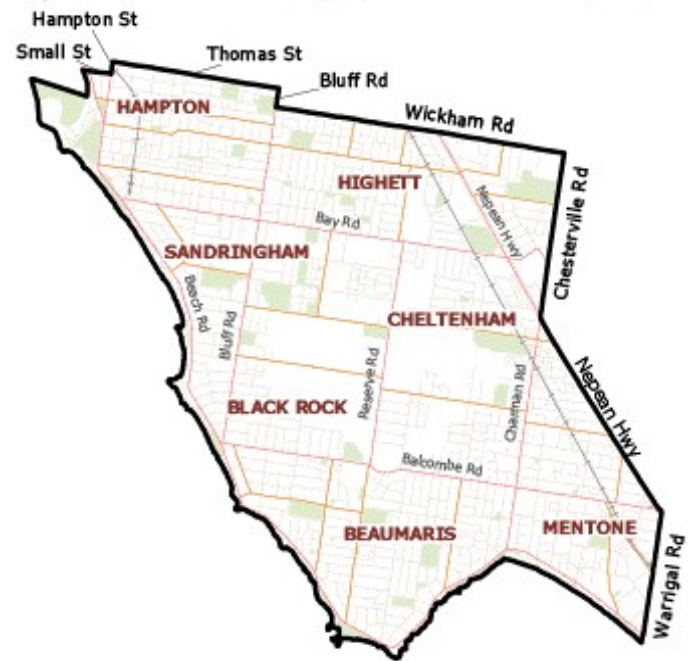 Hampton St
Small St
Thomas St
Bluff Rd
HAMPTON
Wickham Rd
HIGHETT
Nepean Hwy
Chesterville Rd
Bay Rd
SANDRINGHAM
Beach Rd
Bluff Rd
CHELTENHAM
Reserve Rd
Charman Rd
Nepean Hwy
BLACK ROCK
Balcombe Rd
BEAUMARIS
MENTONE
Warrigal Rd